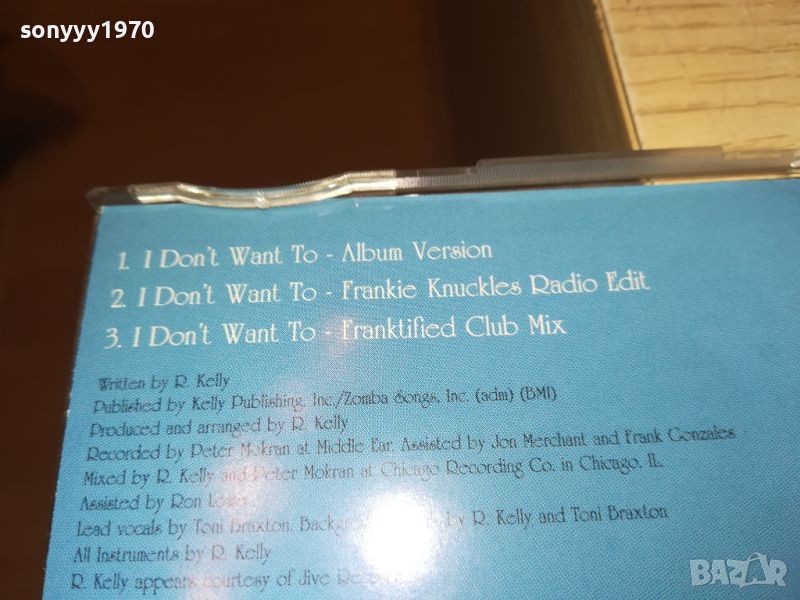 sonyyy1970
1. I Don't Want To - Album Version
2. I Don't Want To - Frankie Knuckles Radio Edit
3. I Don't Want To - Franktified Club Mix
Written by R. Kelly
Published by Kelly Publishing, Inc./Zomba Songs, Inc. (adm) (BMI)
Produced and arranged by R. Kelly
Recorded by Peter Mokran at Middle Ear. Assisted by Jon Merchant and Frank Gonzales
Mixed by R. Kelly and Peter Mokran at Chicago Recording Co. in Chicago, IL.
Assisted by Ron
Lead vocals by Toni Braxton. by R. Kelly and Toni Braxton
All Instruments by R. Kelly
R. Kelly appears courtesy of Jive
BAZAR
bg